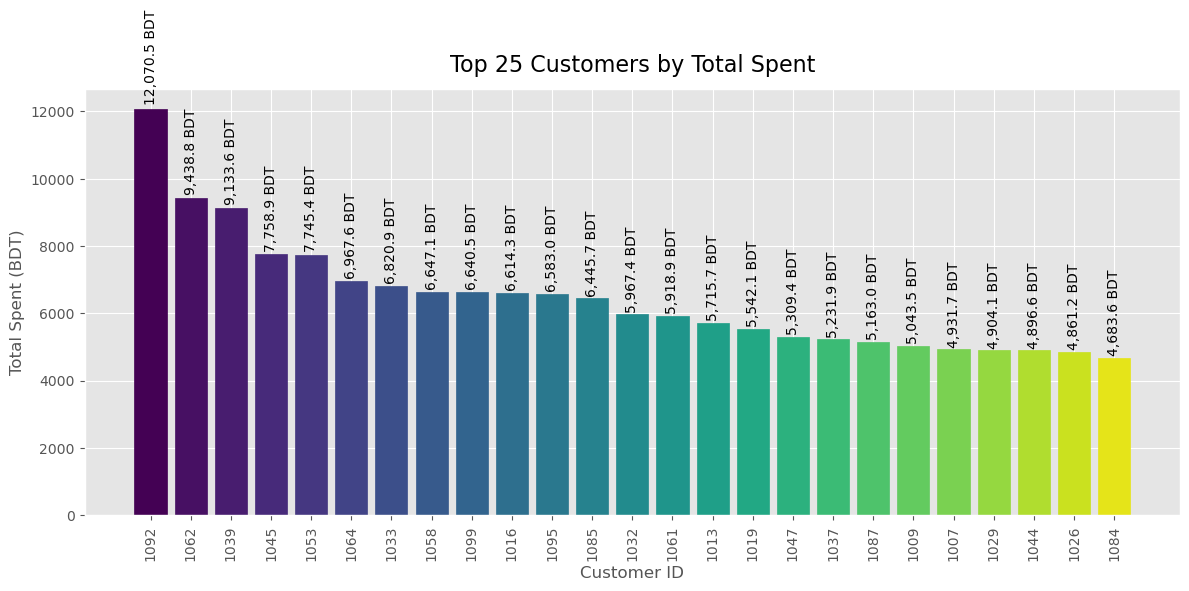 Top 25 Customers by Total Spent
Total Spent (BDT)
12000
10000
8000
6000
4000
2000
0
12,070.5 BDT
9,438.8 BDT
9,133.6 BDT
7,758.9 BDT
7,745.4 BDT
6,967.6 BDT
6,820.9 BDT
6,647.1 BDT
6,640.5 BDT
6,614.3 BDT
6,583.0 BDT
6,445.7 BDT
5,967.4 BDT
5,918.9 BDT
5,715.7 BDT
5,542.1 BDT
5,309.4 BDT
5,231.9 BDT
5,163.0 BDT
5,043.5 BDT
4,931.7 BDT
4,904.1 BDT
4,896.6 BDT
4,861.2 BDT
4,683.6 BDT
1092
1062
1039
1045
1053
1064
1033
1058
1099
1016
1095
1085
1032
1061
1013
1019
1047
1037
1087
1009
1007
1029
1044
1026
1084
Customer ID